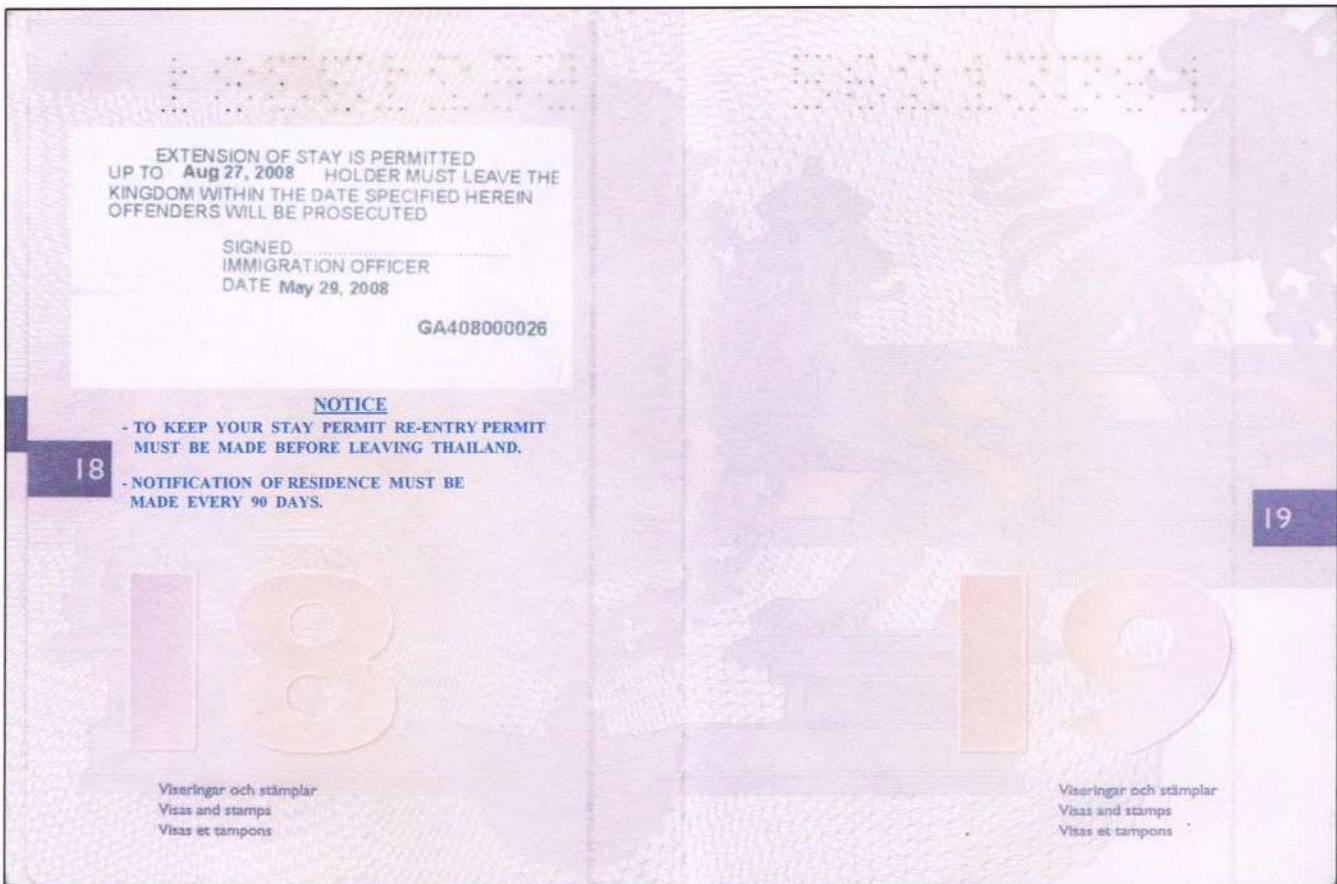 EXTENSION OF STAY IS PERMITTED
UP TO Aug 27, 2008 HOLDER MUST LEAVE THE
KINGDOM WITHIN THE DATE SPECIFIED HEREIN
OFFENDERS WILL BE PROSECUTED
SIGNED..............................
IMMIGRATION OFFICER
DATE May 29, 2008
GA408000026
NOTICE
- TO KEEP YOUR STAY PERMIT RE-ENTRY PERMIT
MUST BE MADE BEFORE LEAVING THAILAND.
18
- NOTIFICATION OF RESIDENCE MUST BE
MADE EVERY 90 DAYS.
18
Viseringar och stämplar
Visas and stamps
Visas et tampons
19
19
Viseringar och stämplar
Visas and stamps
Visas et tampons